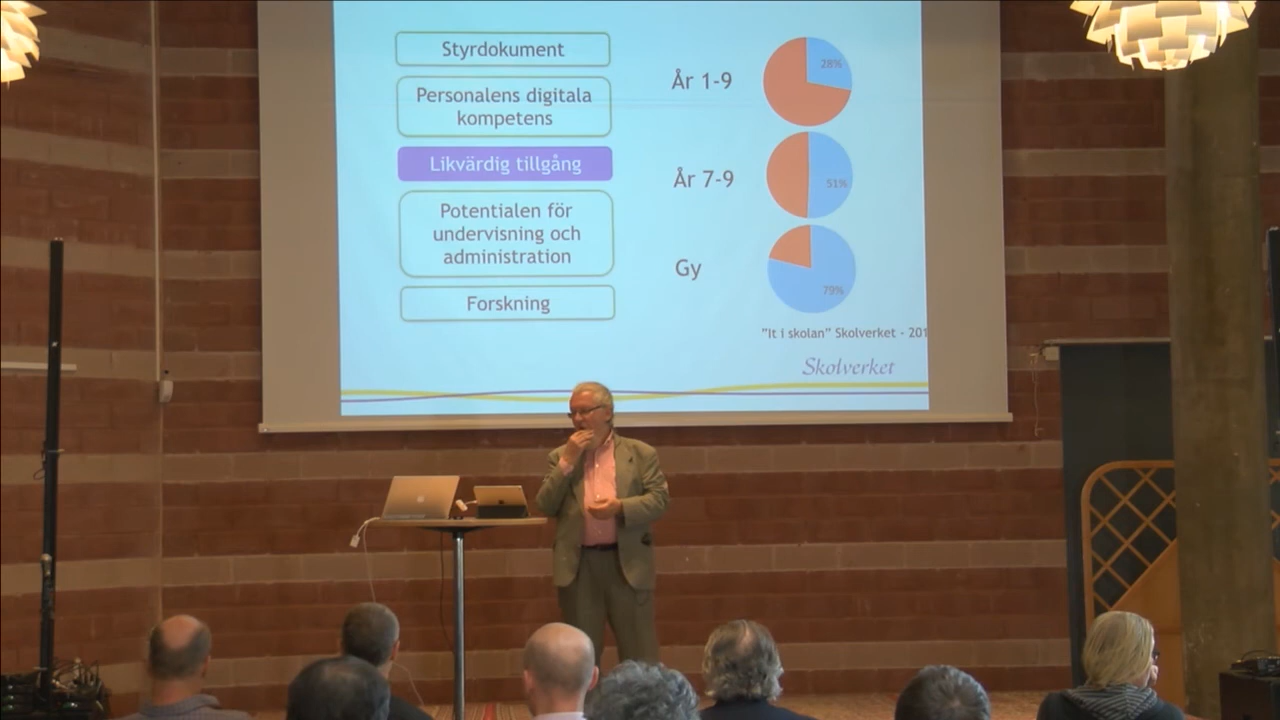 Styrdokument
Personalens digitala
kompetens
Likvärdig tillgång
Potentialen för
undervisning och
administration
Forskning
År 1-9
28%
År 7-9
51%
Gy
79%
”It i skolan” Skolverket - 201
Skolverket